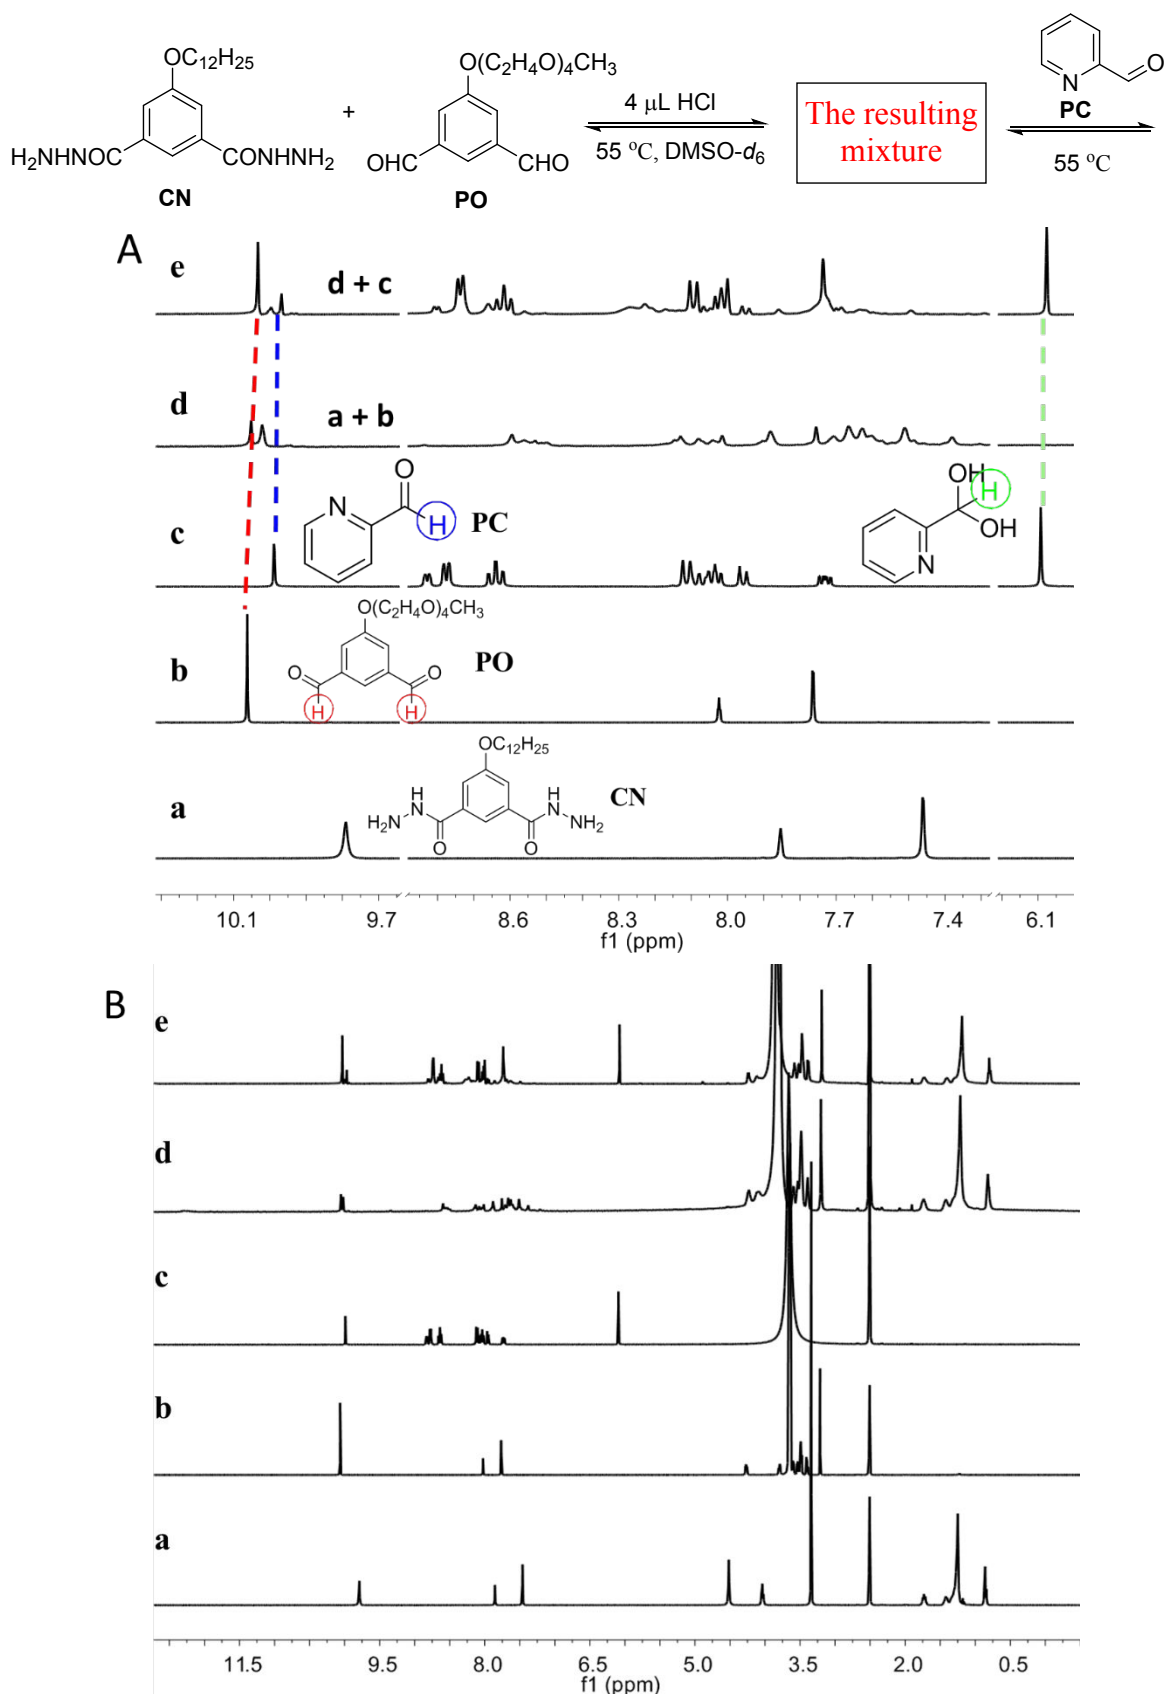 OC12H25
O(C2H4O)4CH3
H2NHNOC
CONHNH2
CN
+
OHC
CHO
PO
4 μL HCl
55 °C, DMSO-d6
The resulting
mixture
N
O
PC
55 °C
A
e
d + c
d
a + b
c
O
N
H
PC
OH
H
OH
N
b
O(C2H4O)4CH3
O
O
H
H
PO
a
OC12H25
H
H2N
N
O
H
N
NH2
O
CN
10.1 9.7 8.6 8.3 8.0 7.7 7.4 6.1
f1 (ppm)
B
e
d
c
b
a
11.5 9.5 8.0 6.5 5.0 3.5 2.0 0.5
f1 (ppm)